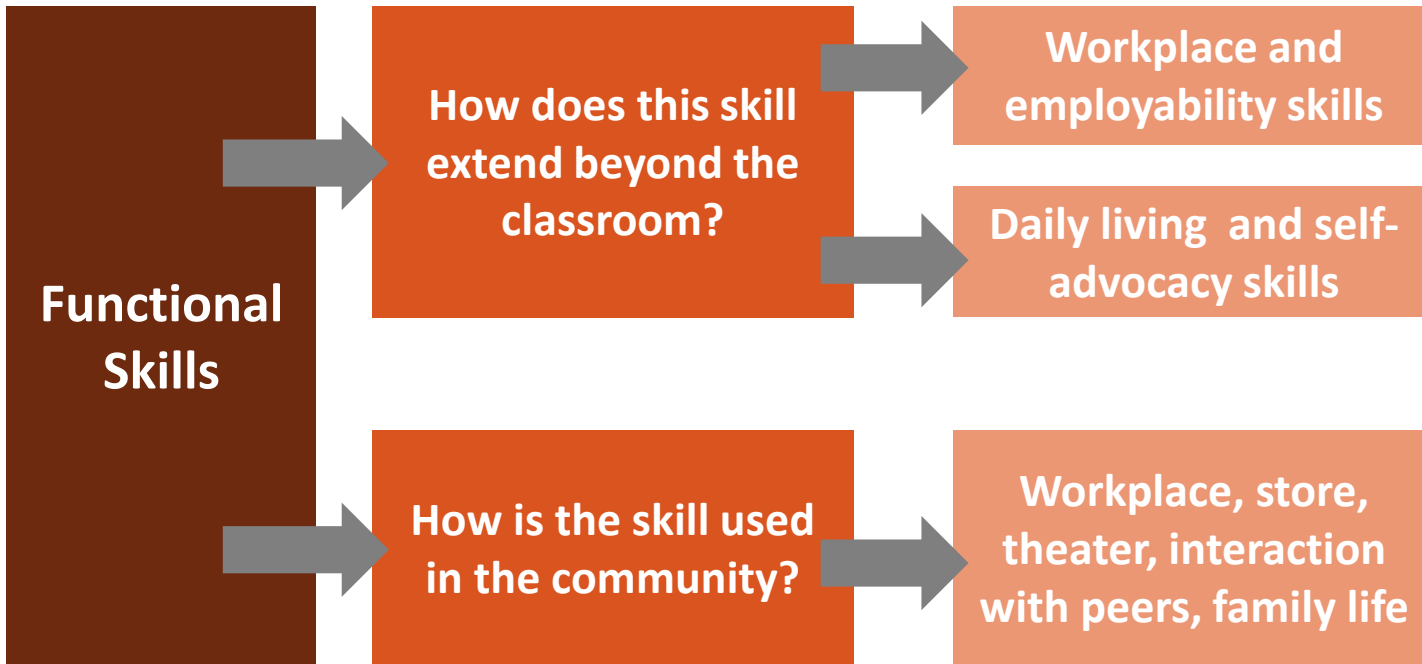 Functional
Skills
How does this skill
extend beyond the
classroom?
Workplace and
employability skills
Daily living  and self-
advocacy skills
How is the skill used
in the community?
Workplace, store,
theater, interaction
with peers, family life